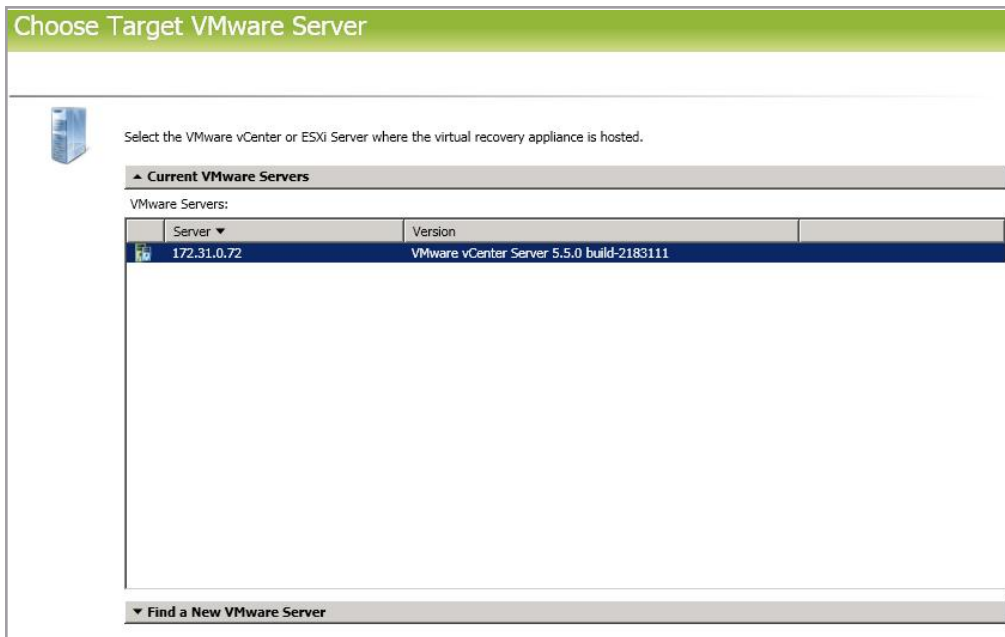 Choose Target VMware Server
Select the VMware vCenter or ESXi Server where the virtual recovery appliance is hosted.
▲ Current VMware Servers
VMware Servers:
Server ▼ Version
172.31.0.72 VMware vCenter Server 5.5.0 build-2183111
▼ Find a New VMware Server